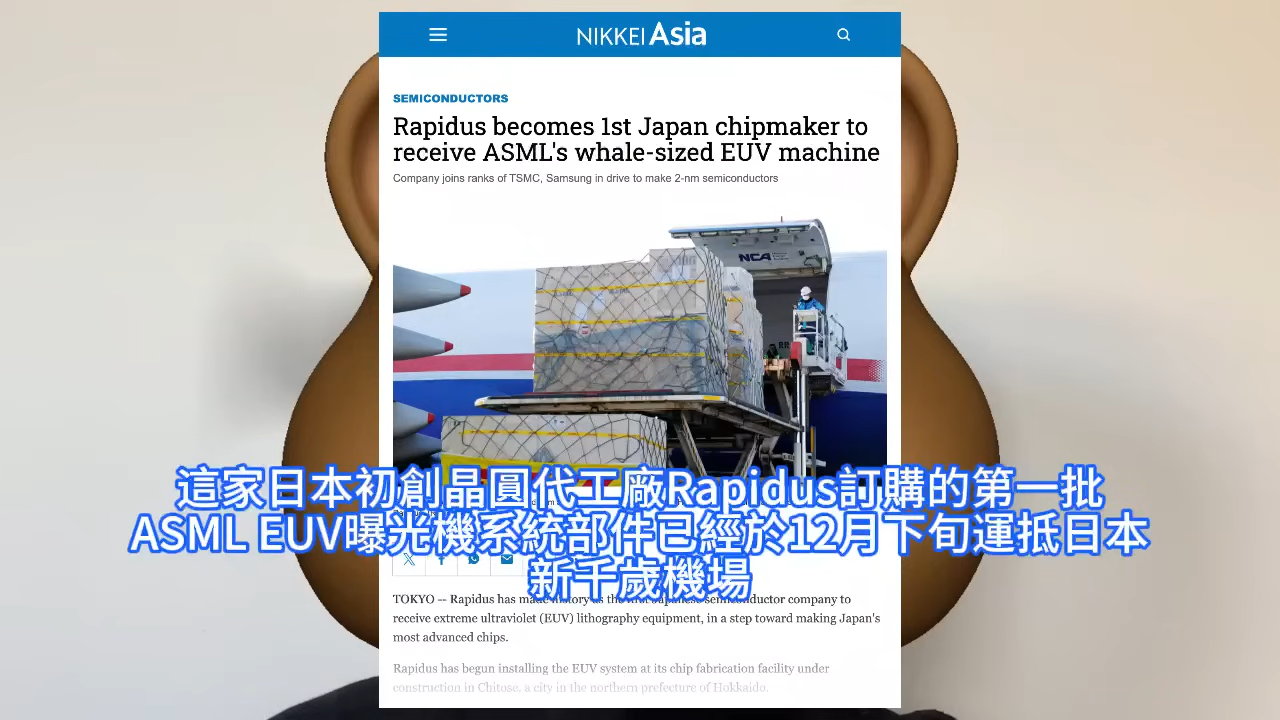 NIKKEI Asia
SEMICONDUCTORS
Rapidus becomes 1st Japan chipmaker to
receive ASML's whale-sized EUV machine
Company joins ranks of TSMC, Samsung in drive to make 2-nm semiconductors
NCA
這家日本初創晶圓代工廠Rapidus訂購的第一批
ASML EUV曝光機系統部件已經於12月下旬運抵日本
新千歲機場
TOKYO -- Rapidus has made history as the first Japanese semiconductor company to
receive extreme ultraviolet (EUV) lithography equipment, in a step toward making Japan's
most advanced chips.
Rapidus has begun installing the EUV system at its chip fabrication facility under
construction in Chitose, a city in the northern prefecture of Hokkaido.